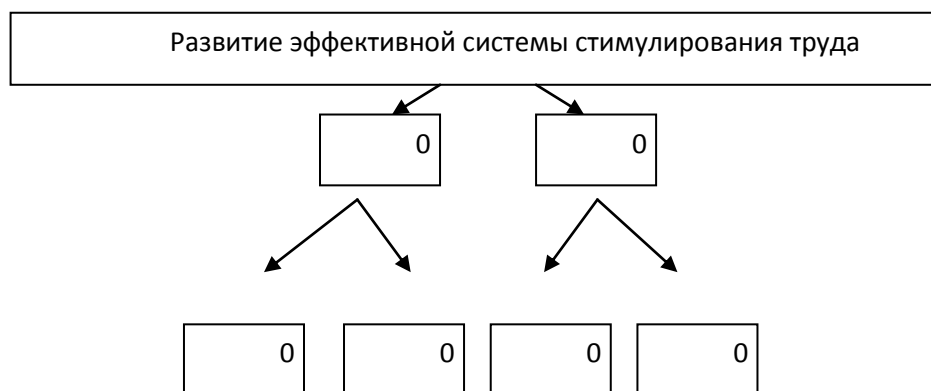 Развитие эффективной системы стимулирования труда
0 0
0 0 0 0